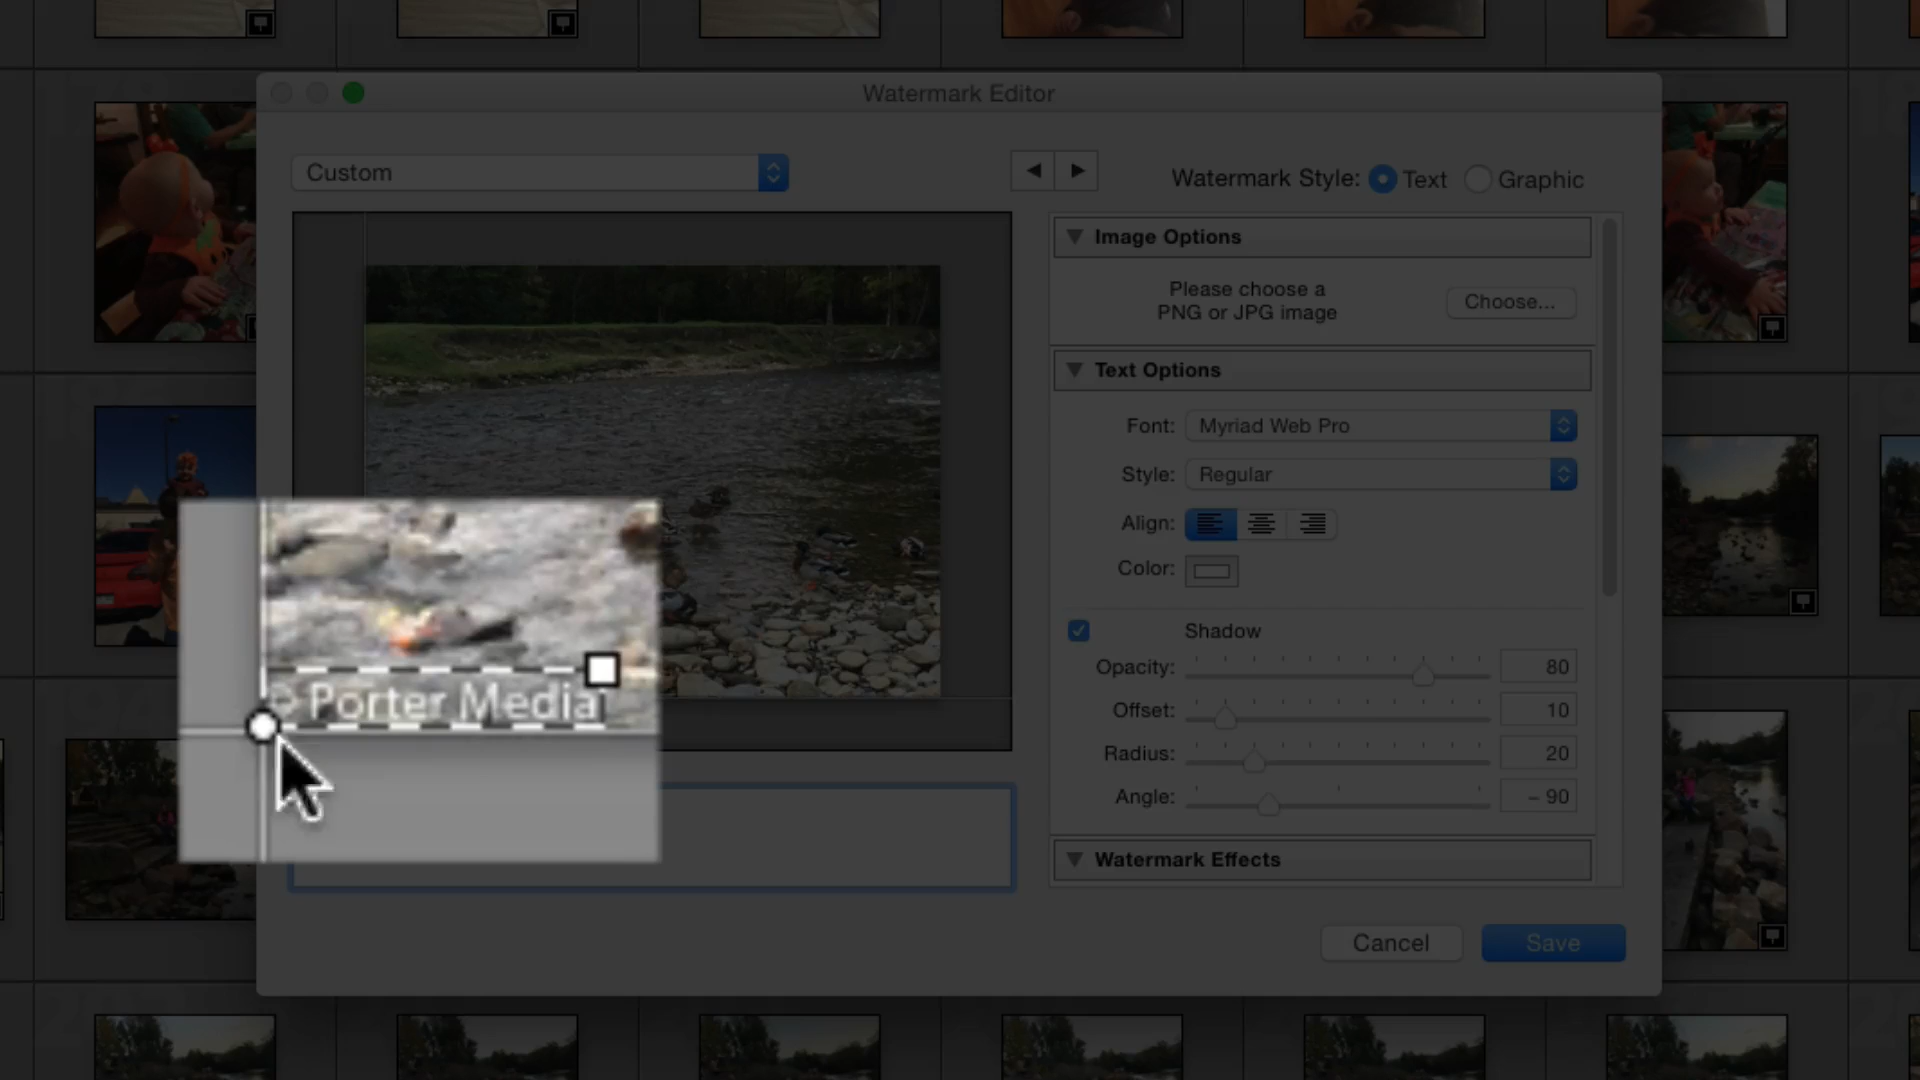 Watermark Editor
Custom
Watermark Style: Text Graphic
Image Options
Please choose a
PNG or JPG image
Choose...
Text Options
Font: Myriad Web Pro
Style: Regular
Align:
Color:
Shadow
Opacity: 80
Offset: 10
Radius: 20
Angle: – 90
© Porter Media
Watermark Effects
Cancel Save